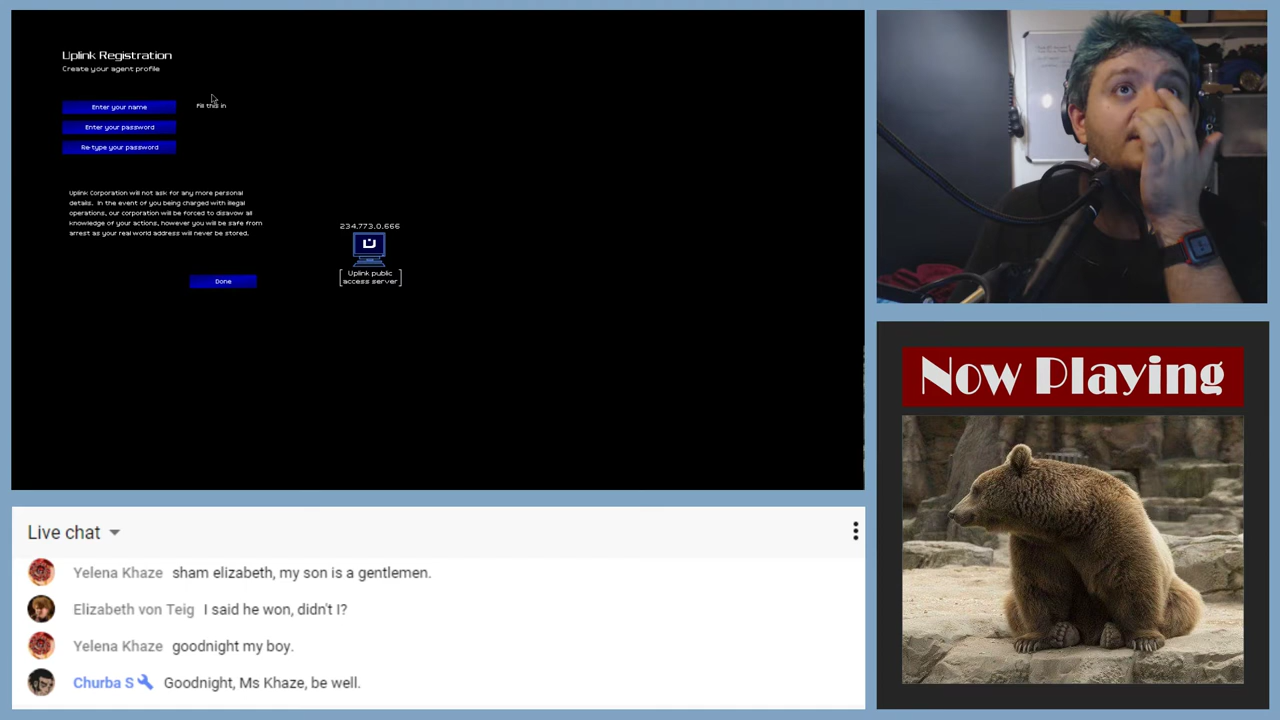 Uplink Registration
Create your agent profile
Enter your name
Fill this in
Enter your password
Re-type your password
Uplink Corporation will not ask for any more personal
details. In the event of you being charged with illegal
operations, our corporation will be forced to disavow all
knowledge of your actions, however you will be safe from
arrest as your real world address will never be stored.
Done
234.773.0.666
Uplink public
access server
Now Playing
Live chat
Yelena Khaze sham elizabeth, my son is a gentlemen.
Elizabeth von Teig I said he won, didn't I?
Yelena Khaze goodnight my boy.
Churba S Goodnight, Ms Khaze, be well.